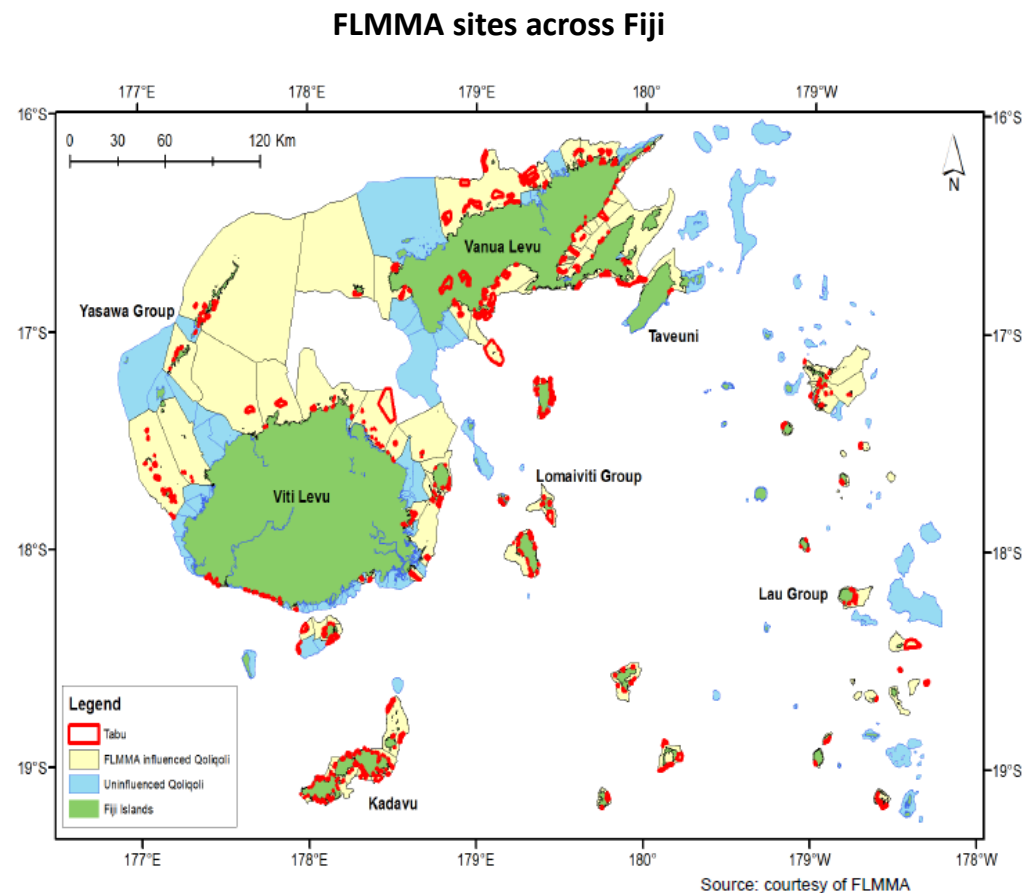 FLMMA sites across Fiji
177°E 178°E 179°E 180° 179°W
16°S 16°S
0 30 60 120 Km
N
Vanua Levu
Yasawa Group
17°S 17°S
Taveuni
Lomaiviti Group
Viti Levu
18°S 18°S
Lau Group
Legend
Tabu
FLMMA influenced Qoliqoli
Uninfluenced Qoliqoli
Fiji Islands
19°S 19°S
Kadavu
177°E 178°E 179°E 180° 179°W 178°W
Source: courtesy of FLMMA